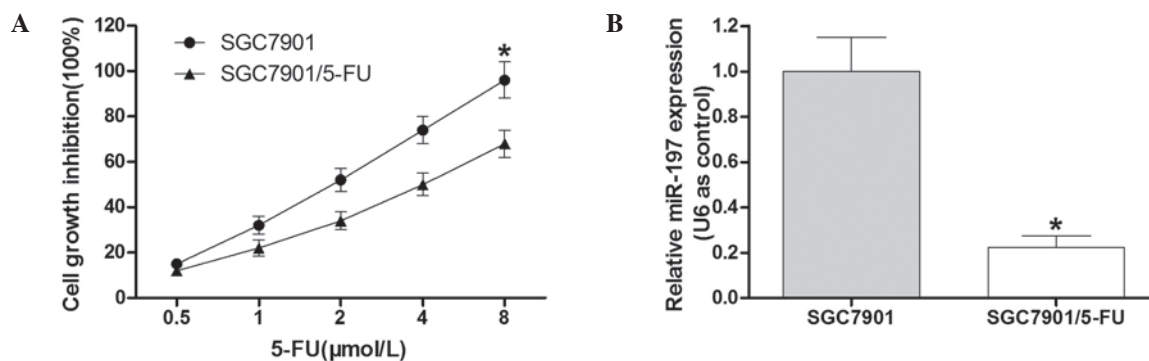 A
Cell growth inhibition(100%)
120
100
80
60
40
20
0
SGC7901
SGC7901/5-FU
*
0.5 1 2 4 8
5-FU(μmol/L)
B
Relative miR-197 expression
(U6 as control)
1.2
1.0
0.8
0.6
0.4
0.2
0.0
*
SGC7901 SGC7901/5-FU